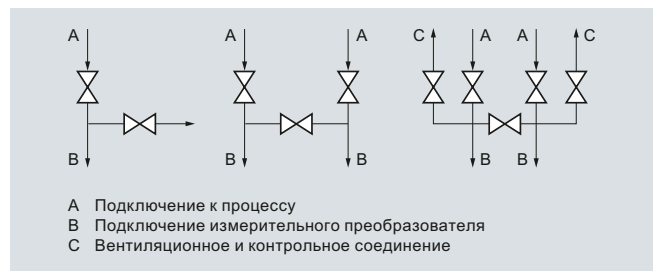 A A A C A A C
B B B B B
A Подключение к процессу
B Подключение измерительного преобразователя
C Вентиляционное и контрольное соединение